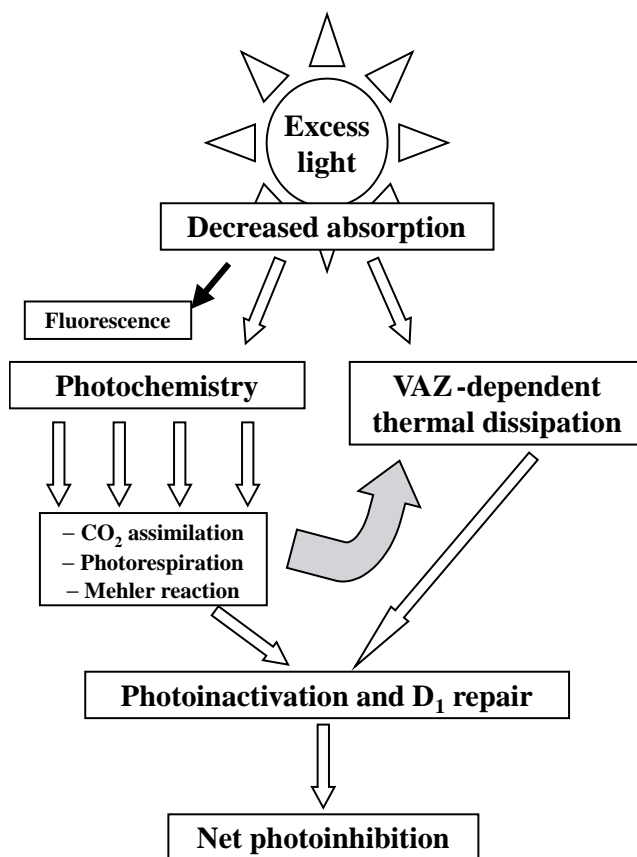 Excess
light
Decreased absorption
Fluorescence
Photochemistry
VAZ -dependent
thermal dissipation
– CO₂ assimilation
– Photorespiration
– Mehler reaction
Photoinactivation and D₁ repair
Net photoinhibition